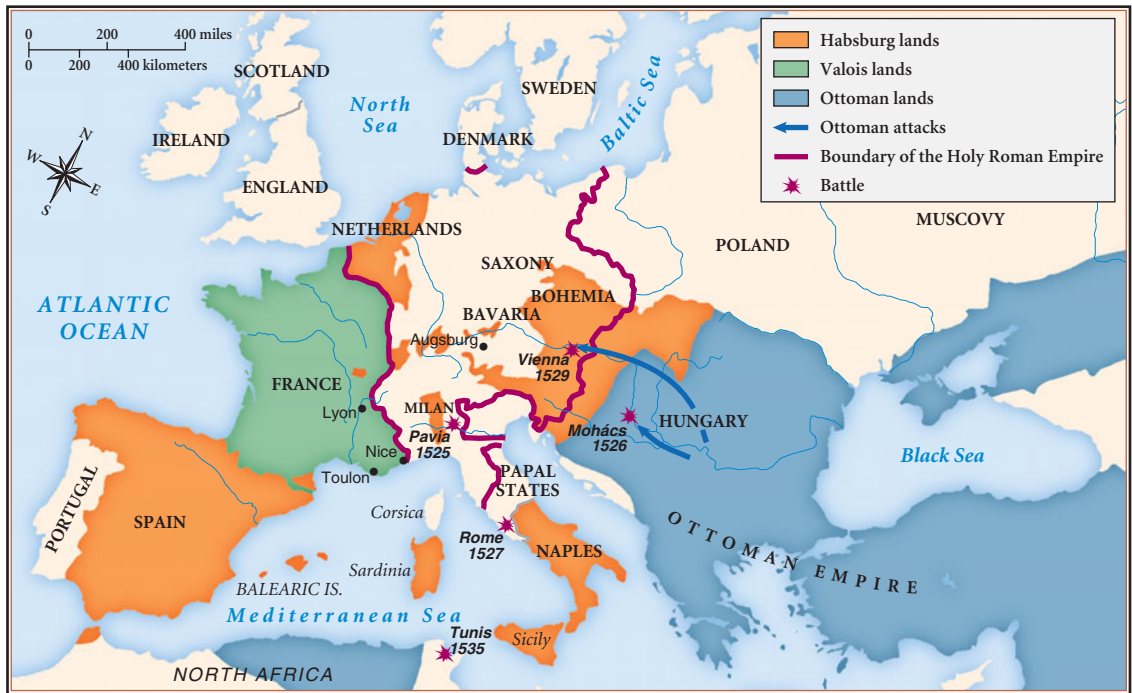 0 200 400 miles
0 200 400 kilometers
N
W
E
S
Habsburg lands
Valois lands
Ottoman lands
Ottoman attacks
Boundary of the Holy Roman Empire
Battle
SCOTLAND
IRELAND
ENGLAND
North
Sea
DENMARK
SWEDEN
Baltic Sea
NETHERLANDS
SAXONY
POLAND
MUSCOVY
BOHEMIA
BAVARIA
ATLANTIC
OCEAN
Augsburg
Vienna
1529
FRANCE
Lyon
MILAN
Pavia
1525
Mohács
1526
HUNGARY
Nice
Toulon
PAPAL
STATES
Black Sea
PORTUGAL
SPAIN
Corsica
Rome
1527
NAPLES
OTTOMAN EMPIRE
BALEARIC IS.
Sardinia
Mediterranean Sea
Tunis
1535
Sicily
NORTH AFRICA